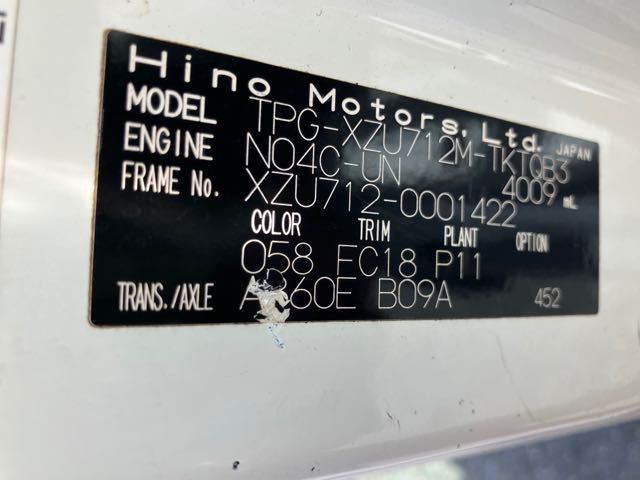 Hino Motors, Ltd. JAPAN
MODEL TPG-XZU712M-TKTQB3
ENGINE N04C-UN 4009 mL
FRAME No. XZU712-0001422
COLOR TRIM PLANT OPTION
058 FC18 P11
TRANS./AXLE A860E B09A 452